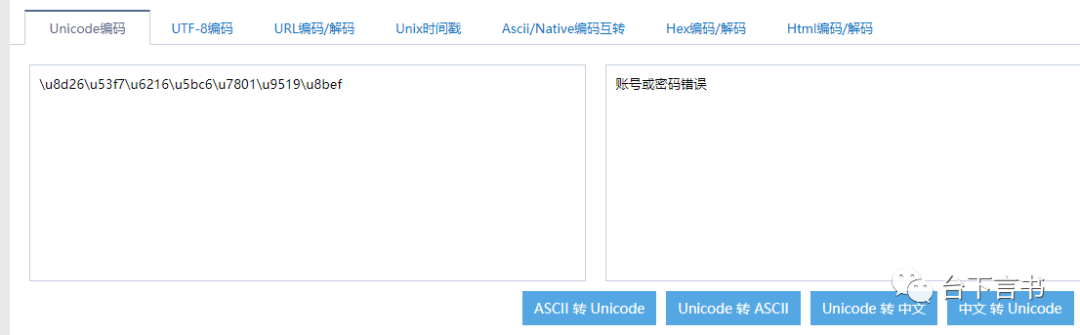 Unicode编码 UTF-8编码 URL编码/解码 Unix时间戳 Ascii/Native编码互转 Hex编码/解码 Html编码/解码
\u8d26\u53f7\u6216\u5bc6\u7801\u9519\u8bef 账号或密码错误
台下言书
ASCII 转 Unicode Unicode 转 ASCII Unicode 转 中文 中文 转 Unicode